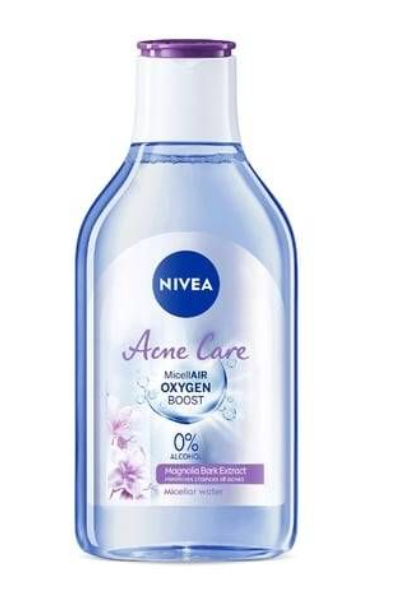 NIVEA
Acne Care
MicellAIR
OXYGEN
BOOST
0%
ALCOHOL
Magnolia Bark Extract
Micellar water